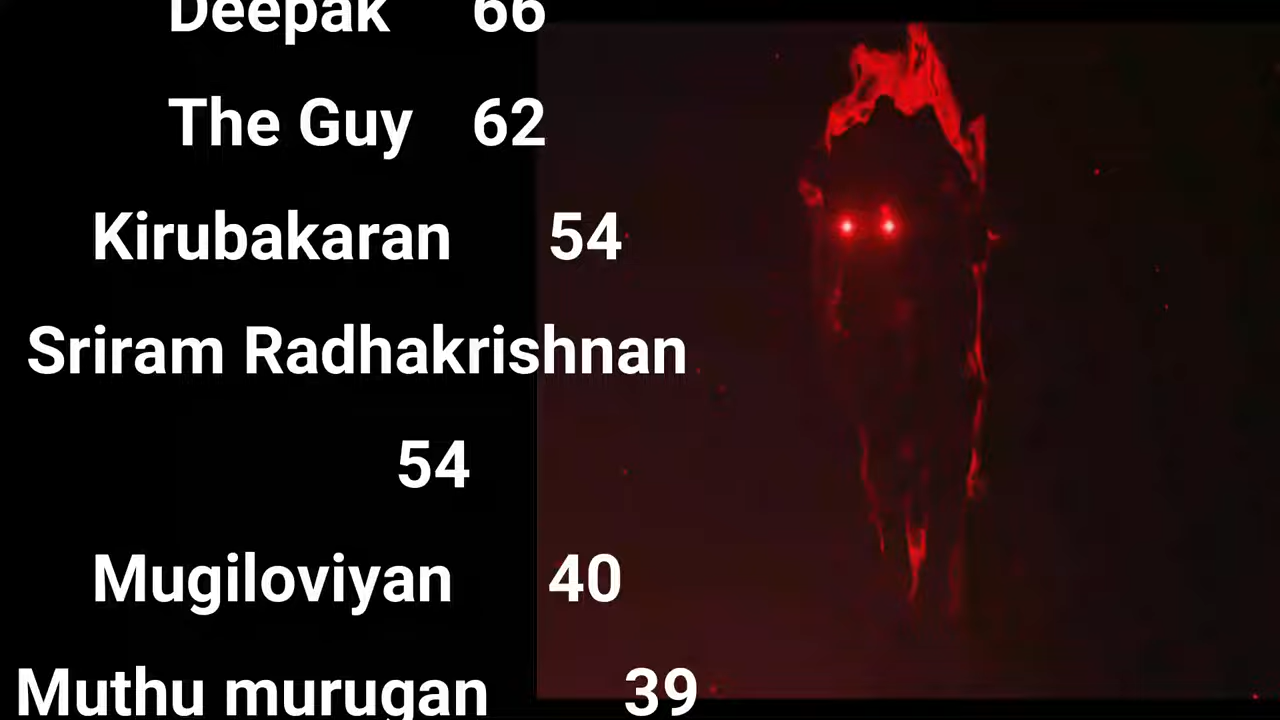 Deepak 66
The Guy 62
Kirubakaran 54
Sriram Radhakrishnan
54
Mugiloviyan 40
Muthu murugan 39